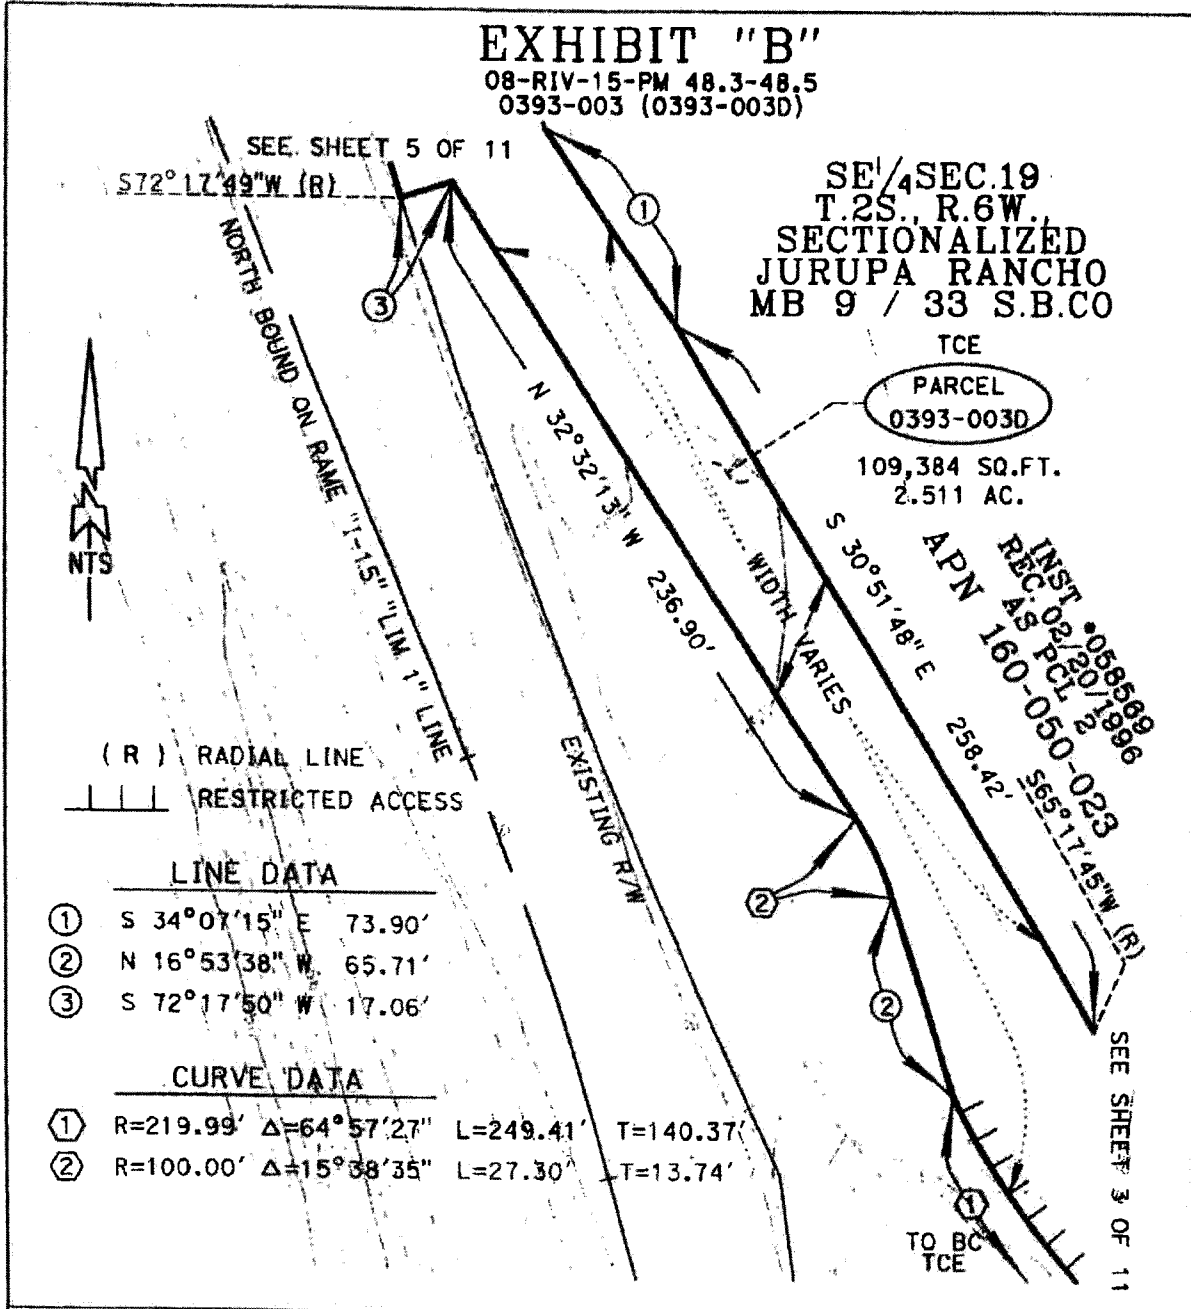 EXHIBIT "B"
08-RIV-15-PM 48.3-48.5
0393-003 (0393-003D)
SEE SHEET 5 OF 11
S72°17'49"W (R)
SE1/4SEC.19
T.2S., R.6W.,
SECTIONALIZED
JURUPA RANCHO
MB 9 / 33 S.B.CO
1
3
TCE
PARCEL
0393-003D
109,384 SQ.FT.
2.511 AC.
NORTH BOUND ON RAME "I-15" "LIM. 1" LINE
NTS
N 32°32'13" W 236.90'
WIDTH VARIES
S 30°51'48" E 258.42'
INST #058569
REC. 02/20/1996
AS PCL 2
APN 160-050-023
S65°17'45"W (R)
EXISTING R/W
( R ) RADIAL LINE
RESTRICTED ACCESS
LINE DATA
1 S 34°07'15" E 73.90'
2 N 16°53'38" W 65.71'
3 S 72°17'50" W 17.06'
2
2
CURVE DATA
1 R=219.99' Δ=64°57'27" L=249.41' T=140.37'
2 R=100.00' Δ=15°38'35" L=27.30' T=13.74'
1
TO BC
TCE
SEE SHEET 3 OF 11